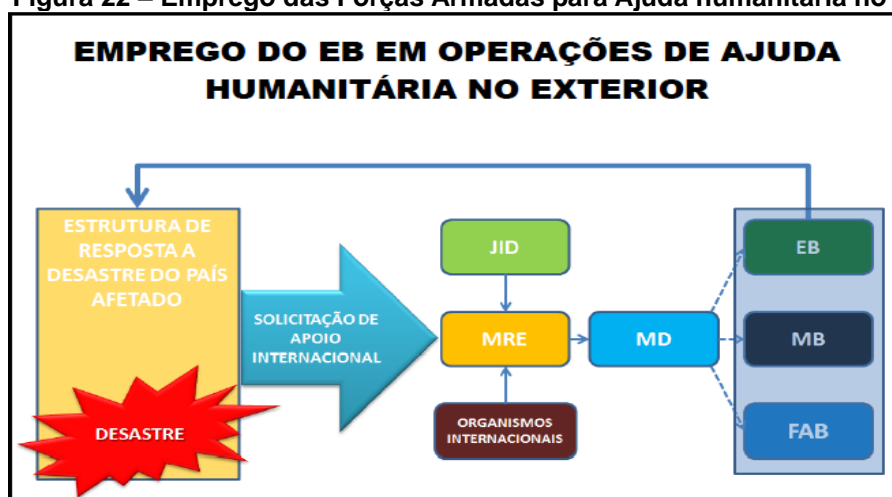 Figura 22 – Emprego das Forças Armadas para Ajuda humanitária no
EMPREGO DO EB EM OPERAÇÕES DE AJUDA
HUMANITÁRIA NO EXTERIOR
ESTRUTURA DE
RESPOSTA A
DESASTRE DO PAÍS
AFETADO
DESASTRE
SOLICITAÇÃO DE
APOIO
INTERNACIONAL
JID
MRE
ORGANISMOS
INTERNACIONAIS
MD
EB
MB
FAB